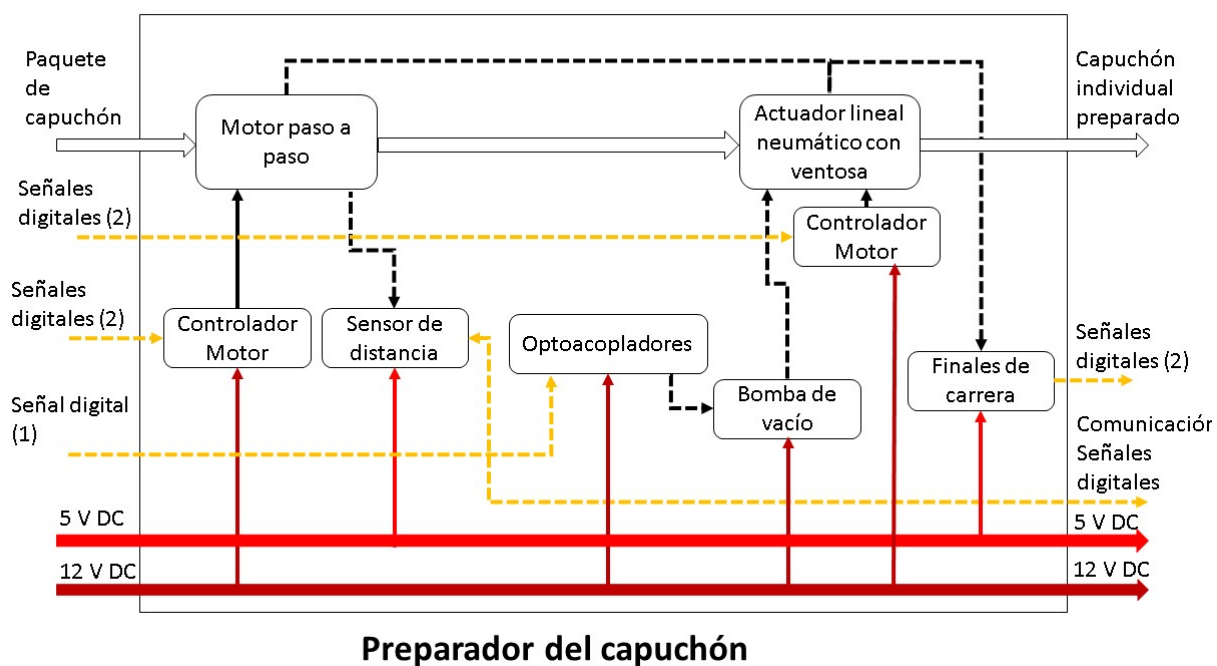 Paquete
de
capuchón
Motor paso a
paso
Actuador lineal
neumático con
ventosa
Capuchón
individual
preparado
Señales
digitales (2)
Controlador
Motor
Señales
digitales (2)
Controlador
Motor
Sensor de
distancia
Optoacopladores
Bomba de
vacío
Finales de
carrera
Señales
digitales (2)
Señal digital
(1)
Comunicación
Señales
digitales
5 V DC
5 V DC
12 V DC
12 V DC
Preparador del capuchón